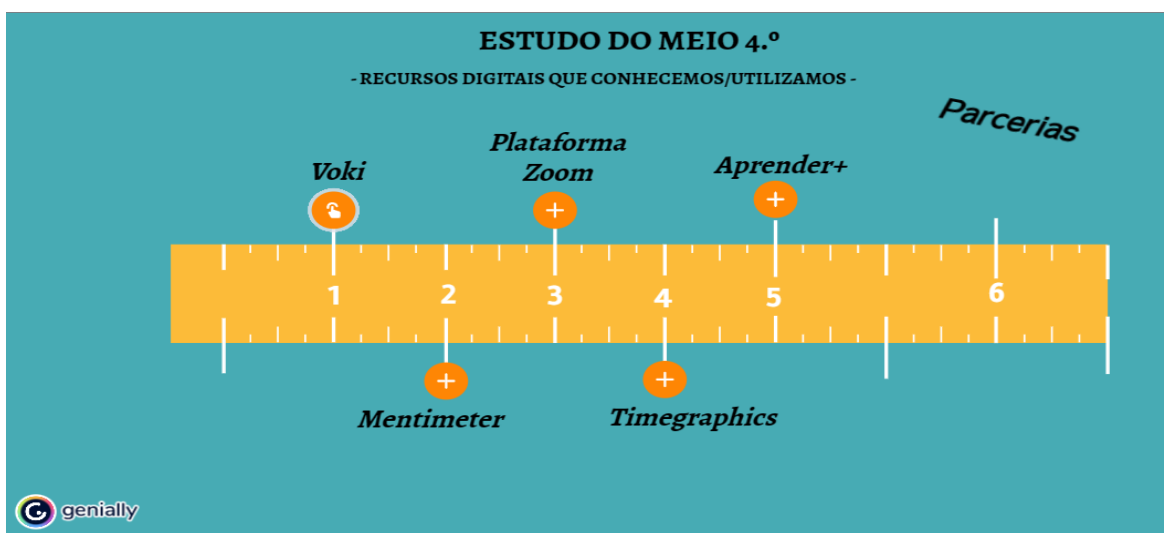 ESTUDO DO MEIO 4.º
- RECURSOS DIGITAIS QUE CONHECEMOS/UTILIZAMOS -
Parcerias
Plataforma
Zoom
Voki
Aprender+
1 2 3 4 5 6
Mentimeter
Timegraphics
genially